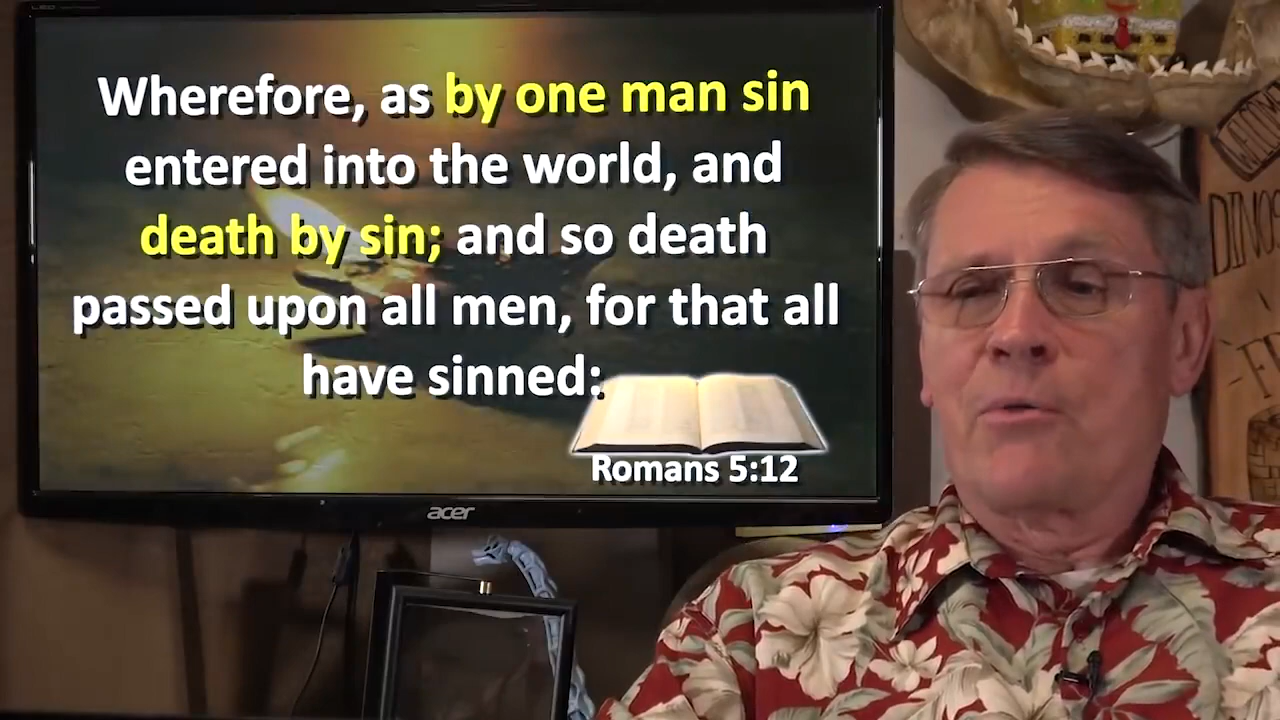 Wherefore, as by one man sin
entered into the world, and
death by sin; and so death
passed upon all men, for that all
have sinned:
Romans 5:12
acer